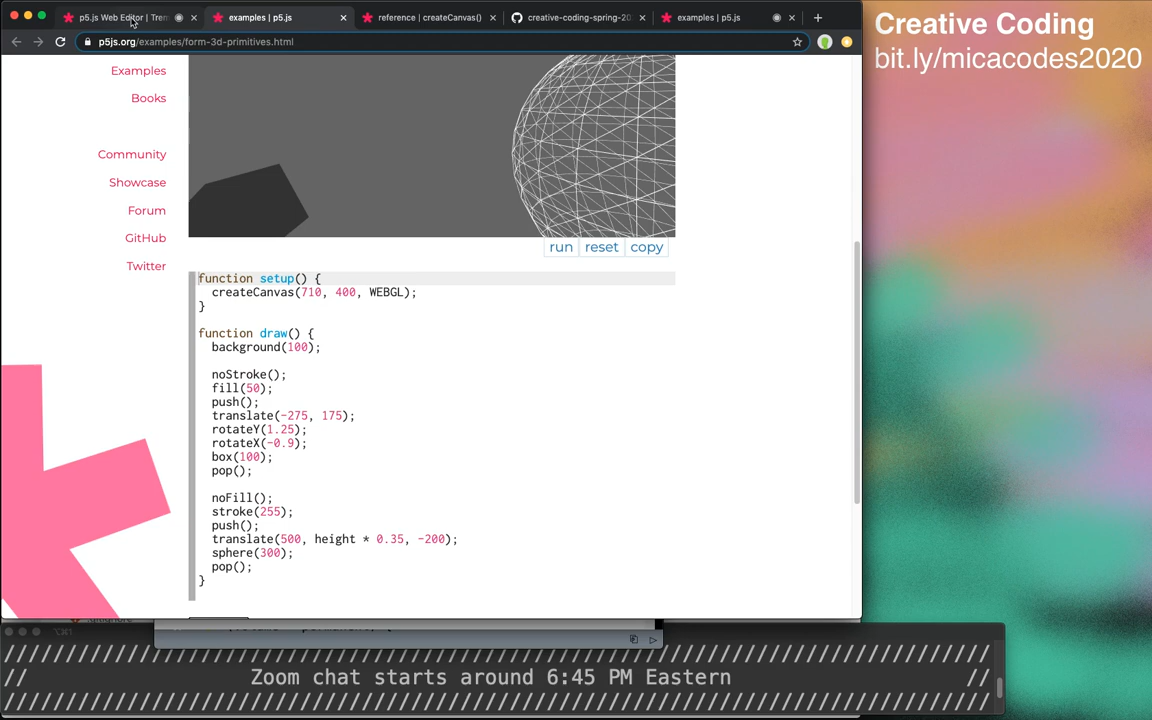 p5js Web Editor | Tren
examples | p5.js
reference | createCanvas()
creative-coding-spring-202
examples | p5.js
p5js.org/examples/form-3d-primitives.html
Creative Coding
bit.ly/micacodes2020
Examples
Books
Community
Showcase
Forum
GitHub
Twitter
run reset copy
function setup() {
createCanvas(710, 400, WEBGL);
}
function draw() {
background(100);
noStroke();
fill(50);
push();
translate(-275, 175);
rotateY(1.25);
rotateX(-0.9);
box(100);
pop();
noFill();
stroke(255);
push();
translate(500, height * 0.35, -200);
sphere(300);
pop();
}
⌥⌘1
////////////////////////////////////////////////////////////////////////
// Zoom chat starts around 6:45 PM Eastern //
////////////////////////////////////////////////////////////////////////